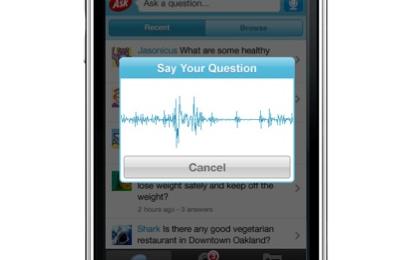 Ask
Ask a question...
Recent
Browse
Jasonicus What are some healthy
Say Your Question
Cancel
lose weight safely and keep off the
weight?
2 hours ago - 3 answers
Shark Is there any good vegetarian
restaurant in Downtown Oakland?